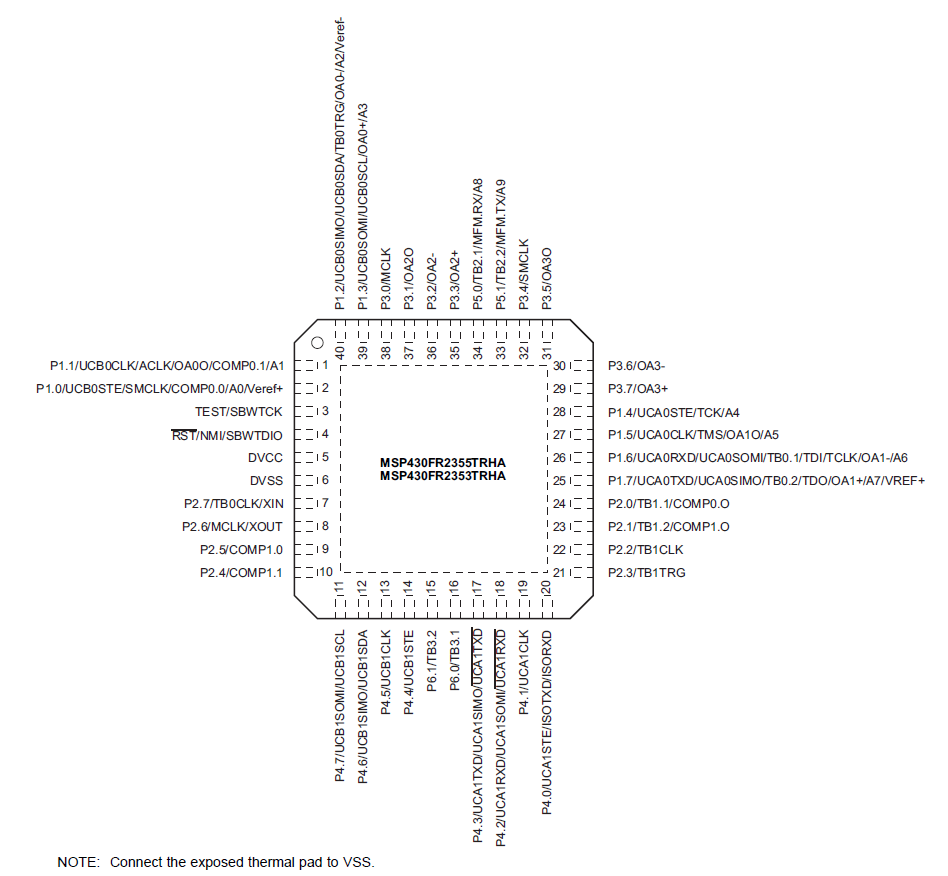 P1.2/UCB0SIMO/UCB0SDA/TB0TRG/OA0-/A2/Veref-
P1.3/UCB0SOMI/UCB0SCL/OA0+/A3
P3.0/MCLK
P3.1/OA2O
P3.2/OA2-
P3.3/OA2+
P5.0/TB2.1/MFM.RX/A8
P5.1/TB2.2/MFM.TX/A9
P3.4/SMCLK
P3.5/OA3O
40
39
38
37
36
35
34
33
32
31
P1.1/UCB0CLK/ACLK/OA0O/COMP0.1/A1 1
P1.0/UCB0STE/SMCLK/COMP0.0/A0/Veref+ 2
TEST/SBWTCK 3
RST/NMI/SBWTDIO 4
DVCC 5
DVSS 6
P2.7/TB0CLK/XIN 7
P2.6/MCLK/XOUT 8
P2.5/COMP1.0 9
P2.4/COMP1.1 10
MSP430FR2355TRHA
MSP430FR2353TRHA
30 P3.6/OA3-
29 P3.7/OA3+
28 P1.4/UCA0STE/TCK/A4
27 P1.5/UCA0CLK/TMS/OA1O/A5
26 P1.6/UCA0RXD/UCA0SOMI/TB0.1/TDI/TCLK/OA1-/A6
25 P1.7/UCA0TXD/UCA0SIMO/TB0.2/TDO/OA1+/A7/VREF+
24 P2.0/TB1.1/COMP0.O
23 P2.1/TB1.2/COMP1.O
22 P2.2/TB1CLK
21 P2.3/TB1TRG
11
12
13
14
15
16
17
18
19
20
P4.7/UCB1SOMI/UCB1SCL
P4.6/UCB1SIMO/UCB1SDA
P4.5/UCB1CLK
P4.4/UCB1STE
P6.1/TB3.2
P6.0/TB3.1
P4.3/UCA1TXD/UCA1SIMO/UCA1TXD
P4.2/UCA1RXD/UCA1SOMI/UCA1RXD
P4.1/UCA1CLK
P4.0/UCA1STE/ISOTXD/ISORXD
NOTE: Connect the exposed thermal pad to VSS.